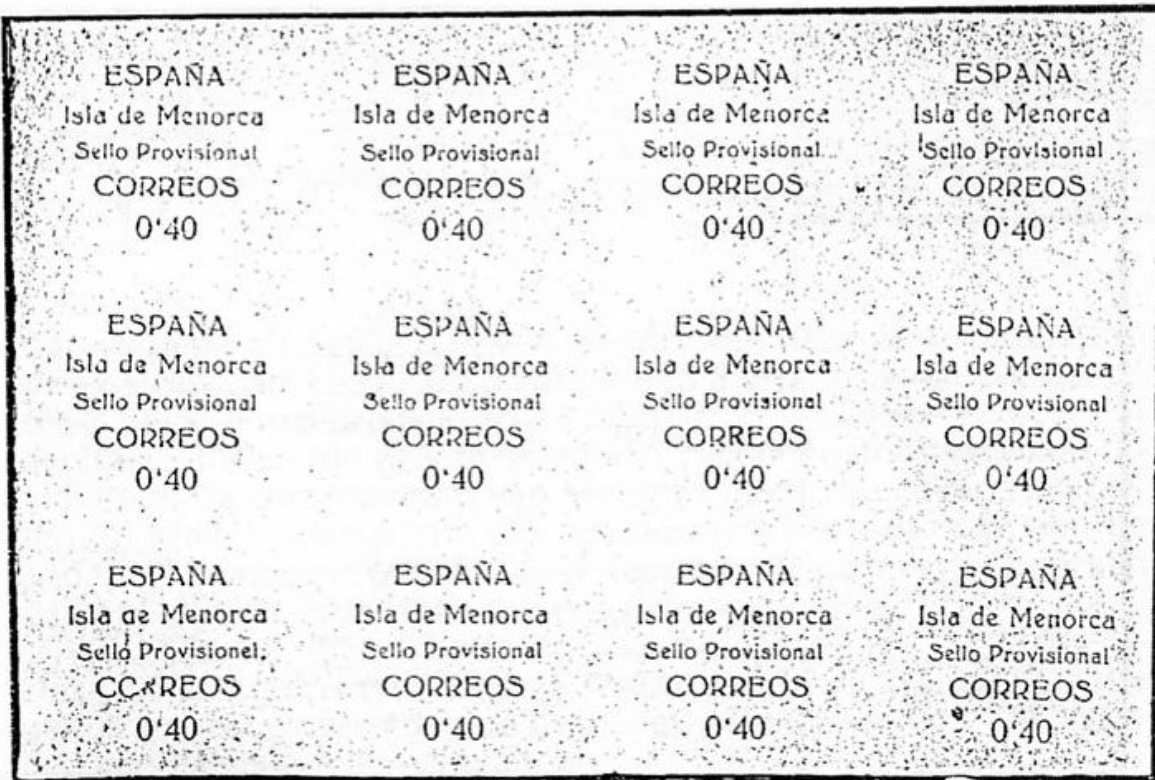 ESPAÑA ESPAÑA ESPAÑA ESPAÑA
Isla de Menorca Isla de Menorca Isla de Menorca Isla de Menorca
Sello Provisional Sello Provisional Sello Provisional Sello Provisional
CORREOS CORREOS CORREOS CORREOS
0'40 0'40 0'40 0'40
ESPAÑA ESPAÑA ESPAÑA ESPAÑA
Isla de Menorca Isla de Menorca Isla de Menorca Isla de Menorca
Sello Provisional Sello Provisional Sello Provisional Sello Provisional
CORREOS CORREOS CORREOS CORREOS
0'40 0'40 0'40 0'40
ESPAÑA ESPAÑA ESPAÑA ESPAÑA
Isla de Menorca Isla de Menorca Isla de Menorca Isla de Menorca
Sello Provisionel Sello Provisional Sello Provisional Sello Provisional
CORREOS CORREOS CORREOS CORREOS
0'40 0'40 0'40 0'40